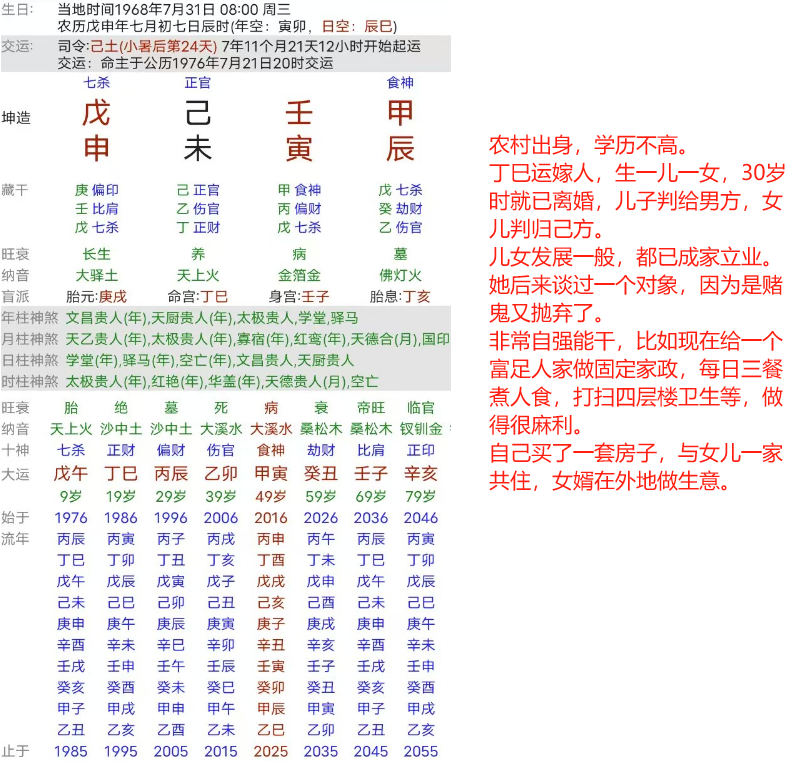 生日: 当地时间1968年7月31日 08:00 周三
农历戊申年七月初七日辰时(年空：寅卯，日空：辰巳)
交运: 司令:己土(小暑后第24天) 7年11个月21天12小时开始起运
交运：命主于公历1976年7月21日20时交运
七杀 正官 食神
坤造 戊 己 壬 甲
申 未 寅 辰
藏干 庚 偏印 己 正官 甲 食神 戊 七杀
壬 比肩 乙 伤官 丙 偏财 癸 劫财
戊 七杀 丁 正财 戊 七杀 乙 伤官
旺衰 长生 养 病 墓
纳音 大驿土 天上火 金箔金 佛灯火
盲派 胎元:庚戌 命宫:丁巳 身宫:壬子 胎息:丁亥
年柱神煞 文昌贵人(年),天厨贵人(年),太极贵人,学堂,驿马
月柱神煞 天乙贵人(年),太极贵人(年),寡宿(年),红鸾(年),天德合(月),国印
日柱神煞 学堂(年),驿马(年),空亡(年),文昌贵人,天厨贵人
时柱神煞 太极贵人(年),红艳(年),华盖(年),天德贵人(月),空亡
旺衰 胎 绝 墓 死 病 衰 帝旺 临官
纳音 天上火 沙中土 沙中土 大溪水 大溪水 桑松木 桑松木 钗钏金
十神 七杀 正财 偏财 伤官 食神 劫财 比肩 正印
大运 戊午 丁巳 丙辰 乙卯 甲寅 癸丑 壬子 辛亥
9岁 19岁 29岁 39岁 49岁 59岁 69岁 79岁
始于 1976 1986 1996 2006 2016 2026 2036 2046
流年 丙辰 丙寅 丙子 丙戌 丙申 丙午 丙辰 丙寅
丁巳 丁卯 丁丑 丁亥 丁酉 丁未 丁巳 丁卯
戊午 戊辰 戊寅 戊子 戊戌 戊申 戊午 戊辰
己未 己巳 己卯 己丑 己亥 己酉 己未 己巳
庚申 庚午 庚辰 庚寅 庚子 庚戌 庚申 庚午
辛酉 辛未 辛巳 辛卯 辛丑 辛亥 辛酉 辛未
壬戌 壬申 壬午 壬辰 壬寅 壬子 壬戌 壬申
癸亥 癸酉 癸未 癸巳 癸卯 癸丑 癸亥 癸酉
甲子 甲戌 甲申 甲午 甲辰 甲寅 甲子 甲戌
乙丑 乙亥 乙酉 乙未 乙巳 乙卯 乙丑 乙亥
止于 1985 1995 2005 2015 2025 2035 2045 2055
农村出身，学历不高。
丁巳运嫁人，生一儿一女，30岁
时就已离婚，儿子判给男方，女
儿判归己方。
儿女发展一般，都已成家立业。
她后来谈过一个对象，因为是赌
鬼又抛弃了。
非常自强能干，比如现在给一个
富足人家做固定家政，每日三餐
煮人食，打扫四层楼卫生等，做
得很麻利。
自己买了一套房子，与女儿一家
共住，女婿在外地做生意。